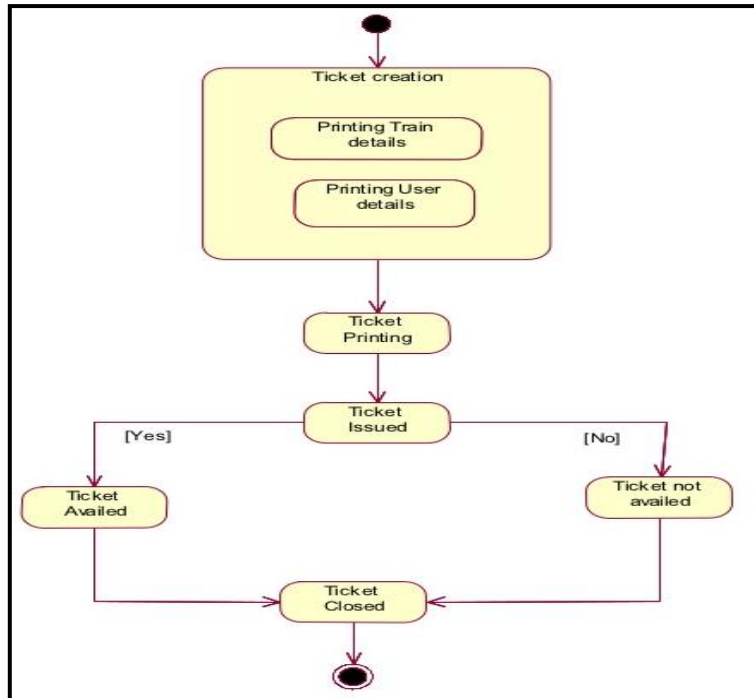 Ticket creation
Printing Train
details
Printing User
details
Ticket
Printing
Ticket
Issued
[Yes]
[No]
Ticket
Availed
Ticket not
availed
Ticket
Closed